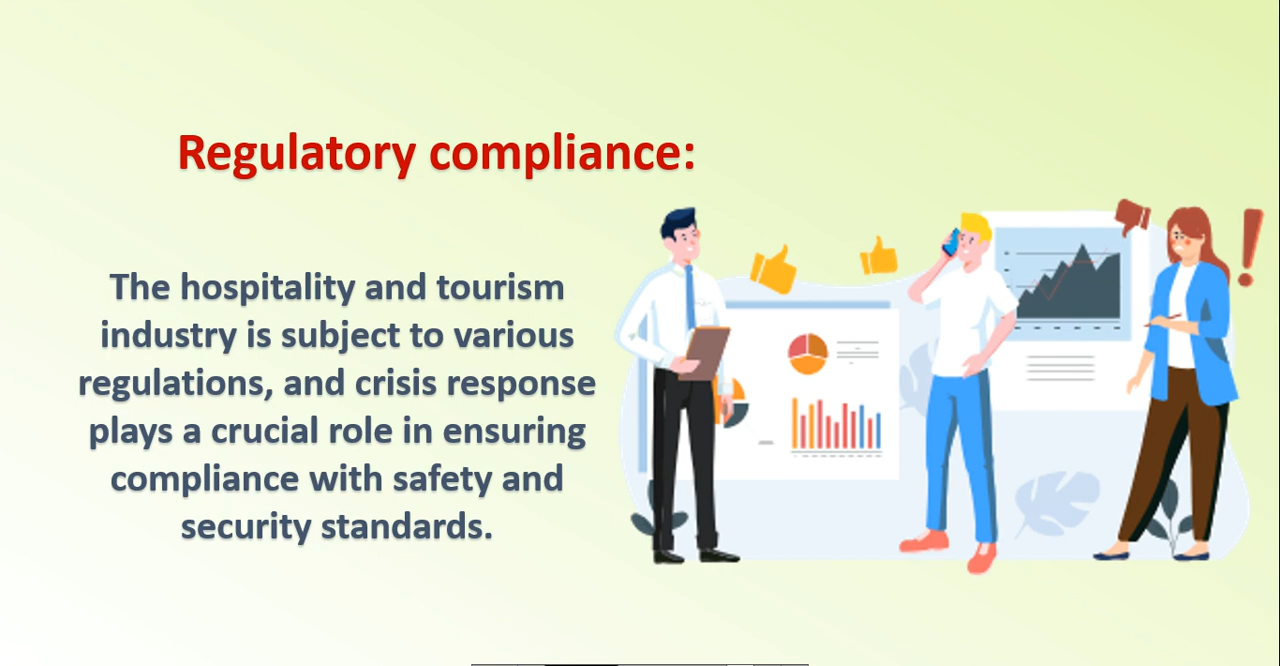 Regulatory compliance:
The hospitality and tourism
industry is subject to various
regulations, and crisis response
plays a crucial role in ensuring
compliance with safety and
security standards.